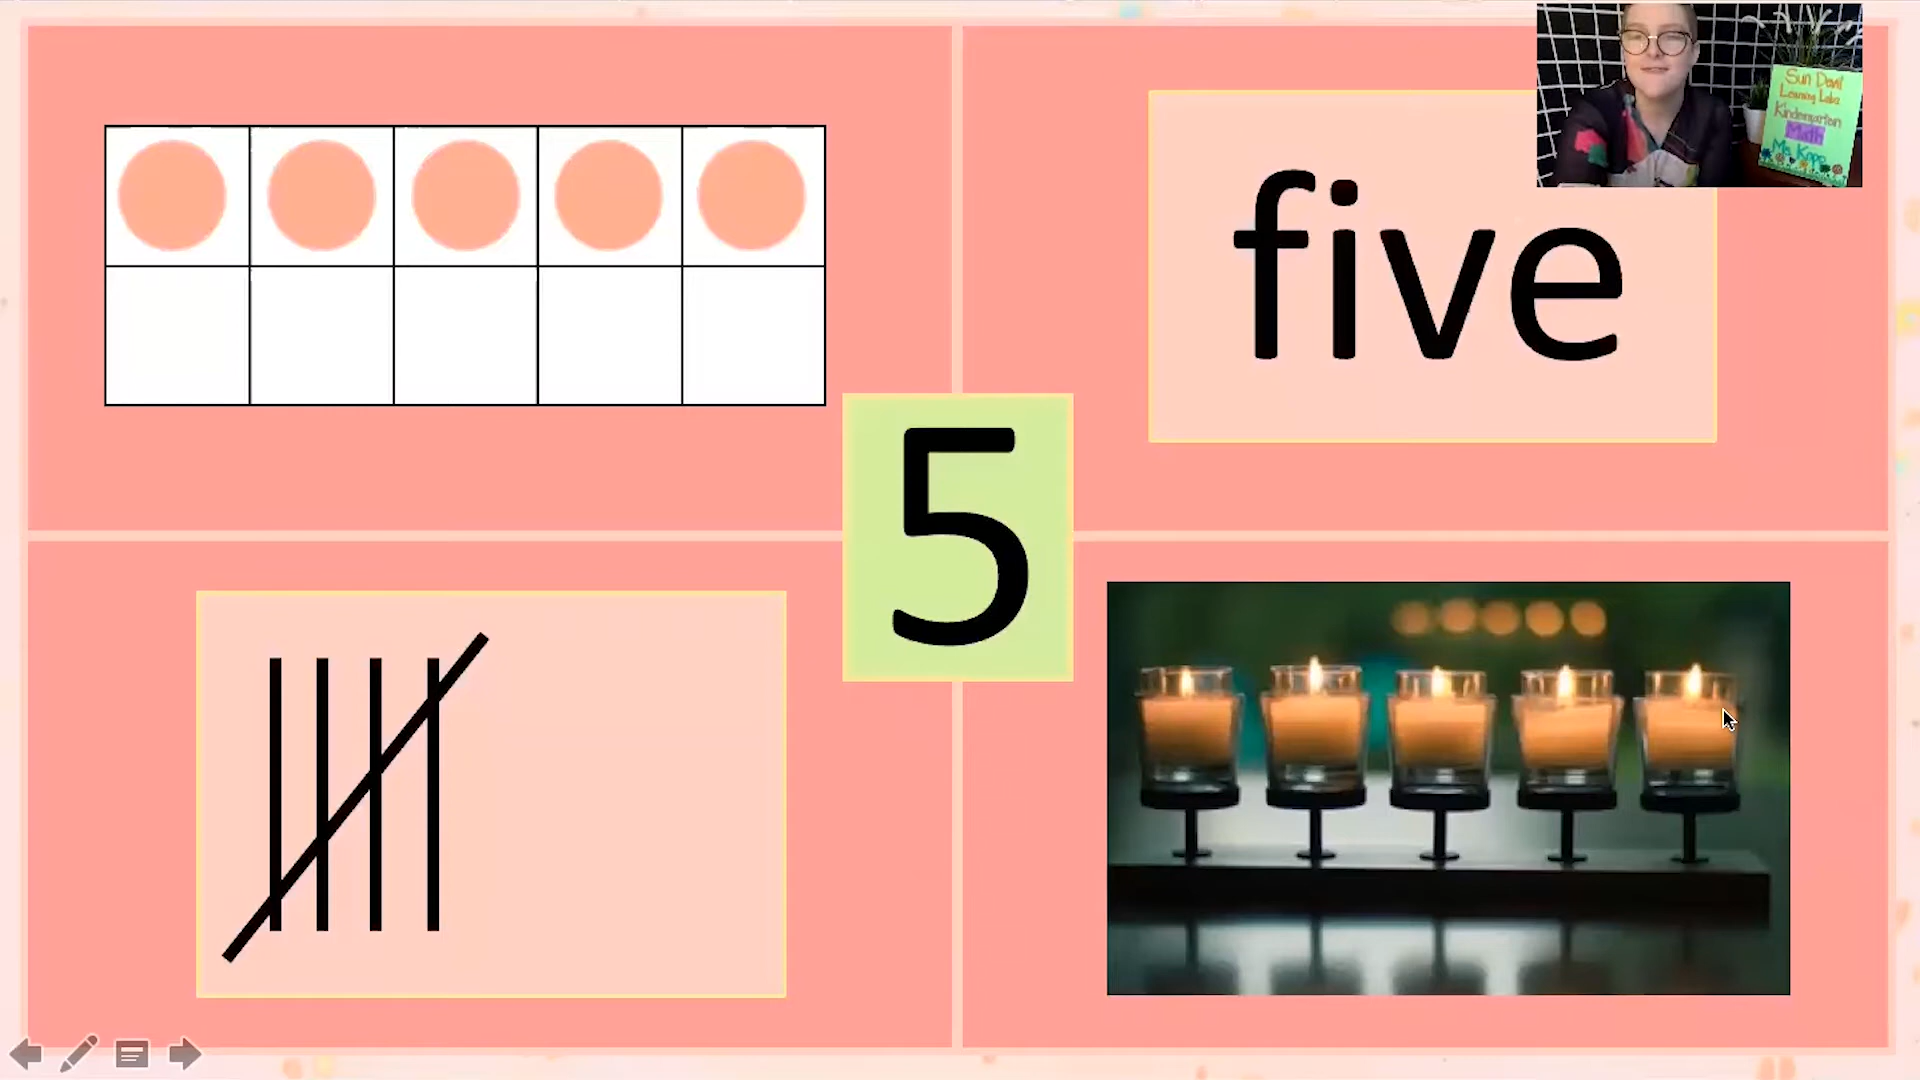 five
5
Sun Devil
Learning Labs
Kindergarten
Math
Ms. Kopp